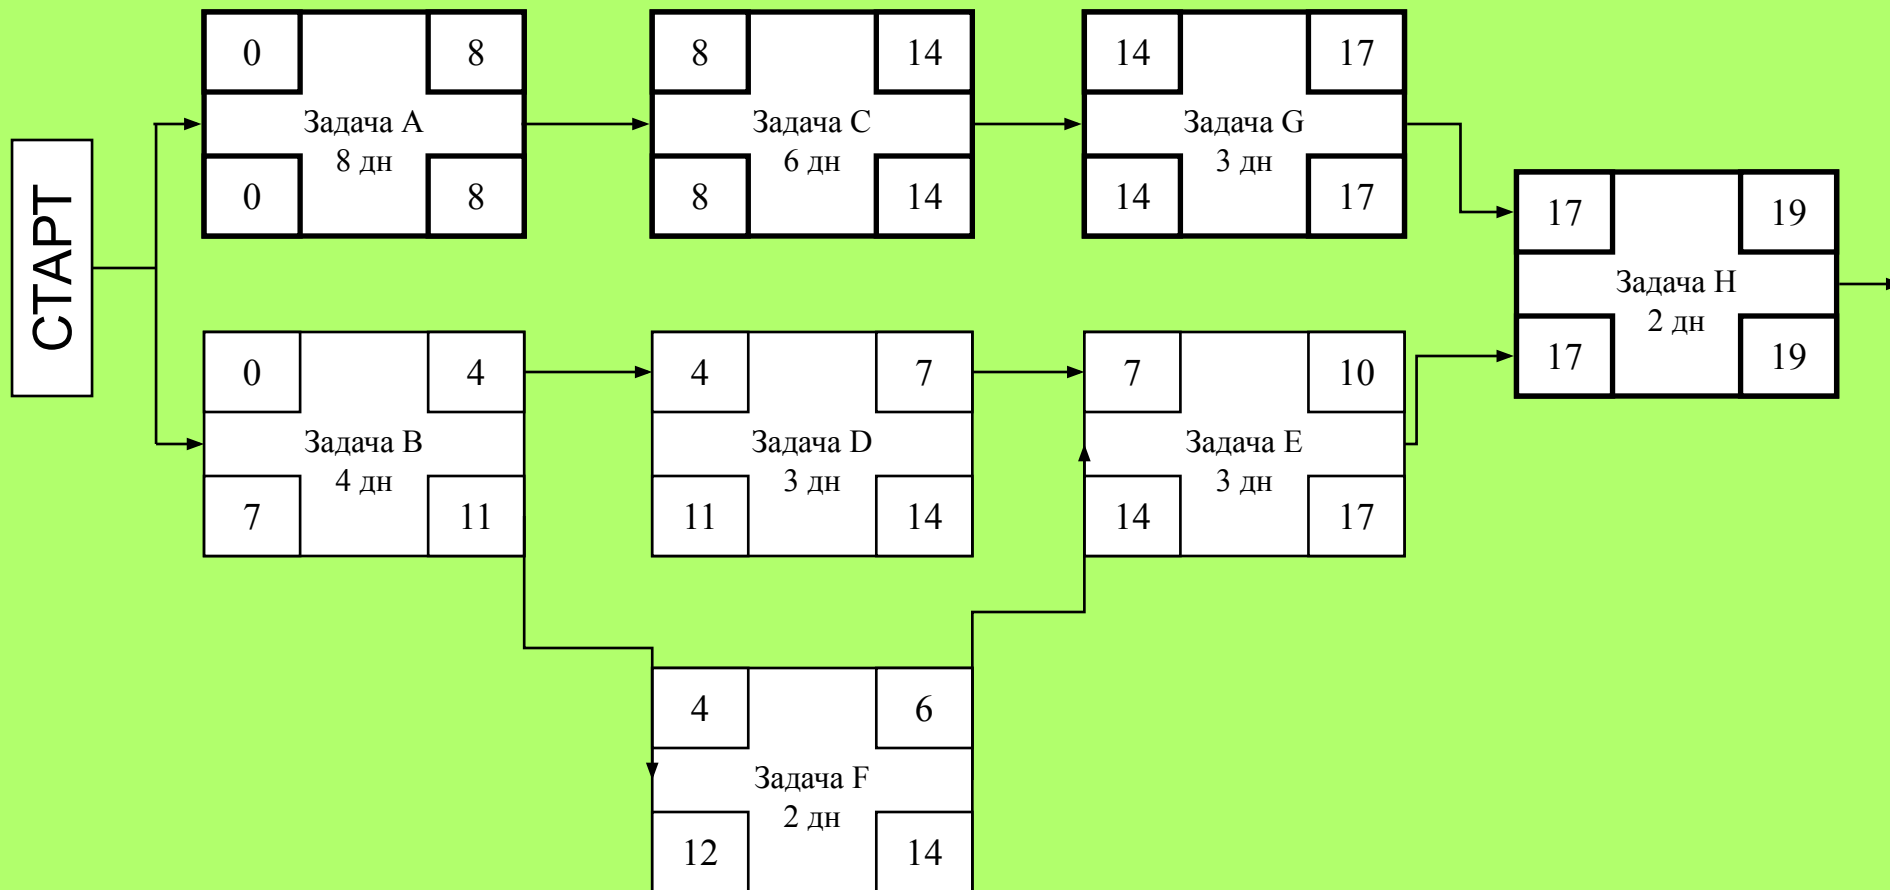 СТАРТ
0 8
Задача A
8 дн
0 8
8 14
Задача C
6 дн
8 14
14 17
Задача G
3 дн
14 17
17 19
Задача H
2 дн
17 19
0 4
Задача B
4 дн
7 11
4 7
Задача D
3 дн
11 14
7 10
Задача E
3 дн
14 17
4 6
Задача F
2 дн
12 14